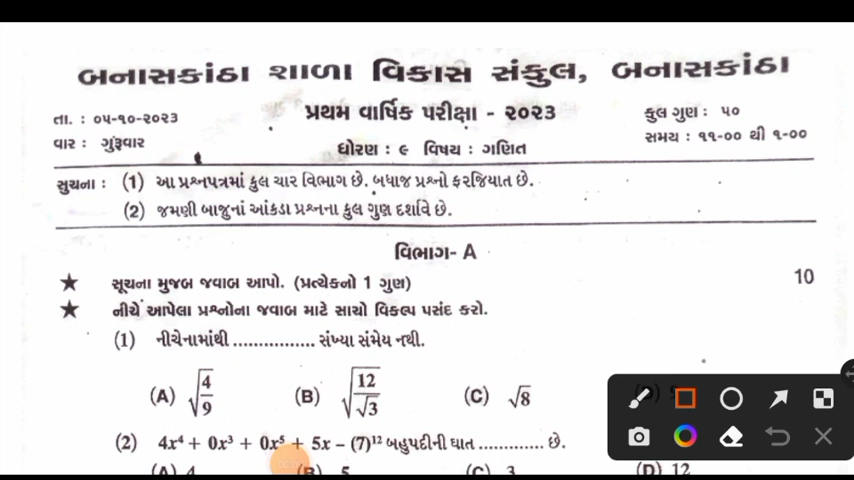 બનાસકાંઠા શાળા વિકાસ સંકુલ, બનાસકાંઠા
તા. : ૦૫-૧૦-૨૦૨૩ પ્રથમ વાર્ષિક પરીક્ષા - ૨૦૨૩ કુલ ગુણ : ૫૦
વાર : ગુરૂવાર ધોરણ : ૯ વિષય : ગણિત સમય : ૧૧-૦૦ થી ૧-૦૦
સુચના : (1) આ પ્રશ્નપત્રમાં કુલ ચાર વિભાગ છે. બધાજ પ્રશ્નો ફરજિયાત છે.
(2) જમણી બાજુનાં આંકડા પ્રશ્નના કુલ ગુણ દર્શાવે છે.
વિભાગ- A
★ સૂચના મુજબ જવાબ આપો. (પ્રત્યેકનો 1 ગુણ) 10
★ નીચે આપેલા પ્રશ્નોના જવાબ માટે સાચો વિકલ્પ પસંદ કરો.
(1) નીચેનામાંથી ................ સંખ્યા સંમેય નથી.
(A) √(4/9) (B) √(12/√3) (C) √8
(2) 4x⁴ + 0x³ + 0x⁵ + 5x – (7)¹² બહુપદીની ઘાત ............. છે.
(A) 4 (B) 5 (C) 3 (D) 12